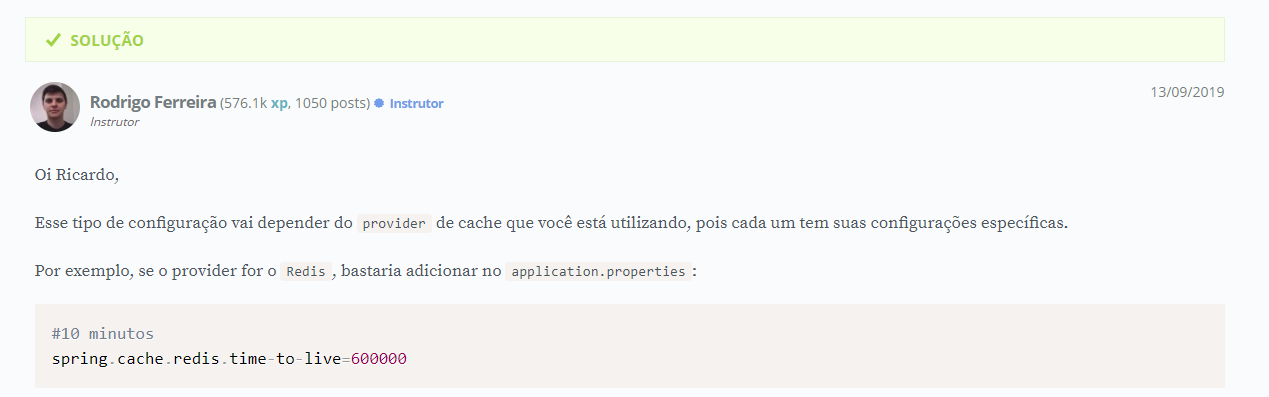 SOLUÇÃO
Rodrigo Ferreira (576.1k xp, 1050 posts) Instrutor
13/09/2019
Instrutor
Oi Ricardo,
Esse tipo de configuração vai depender do provider de cache que você está utilizando, pois cada um tem suas configurações específicas.
Por exemplo, se o provider for o Redis, bastaria adicionar no application.properties:
#10 minutos
spring.cache.redis.time-to-live=600000